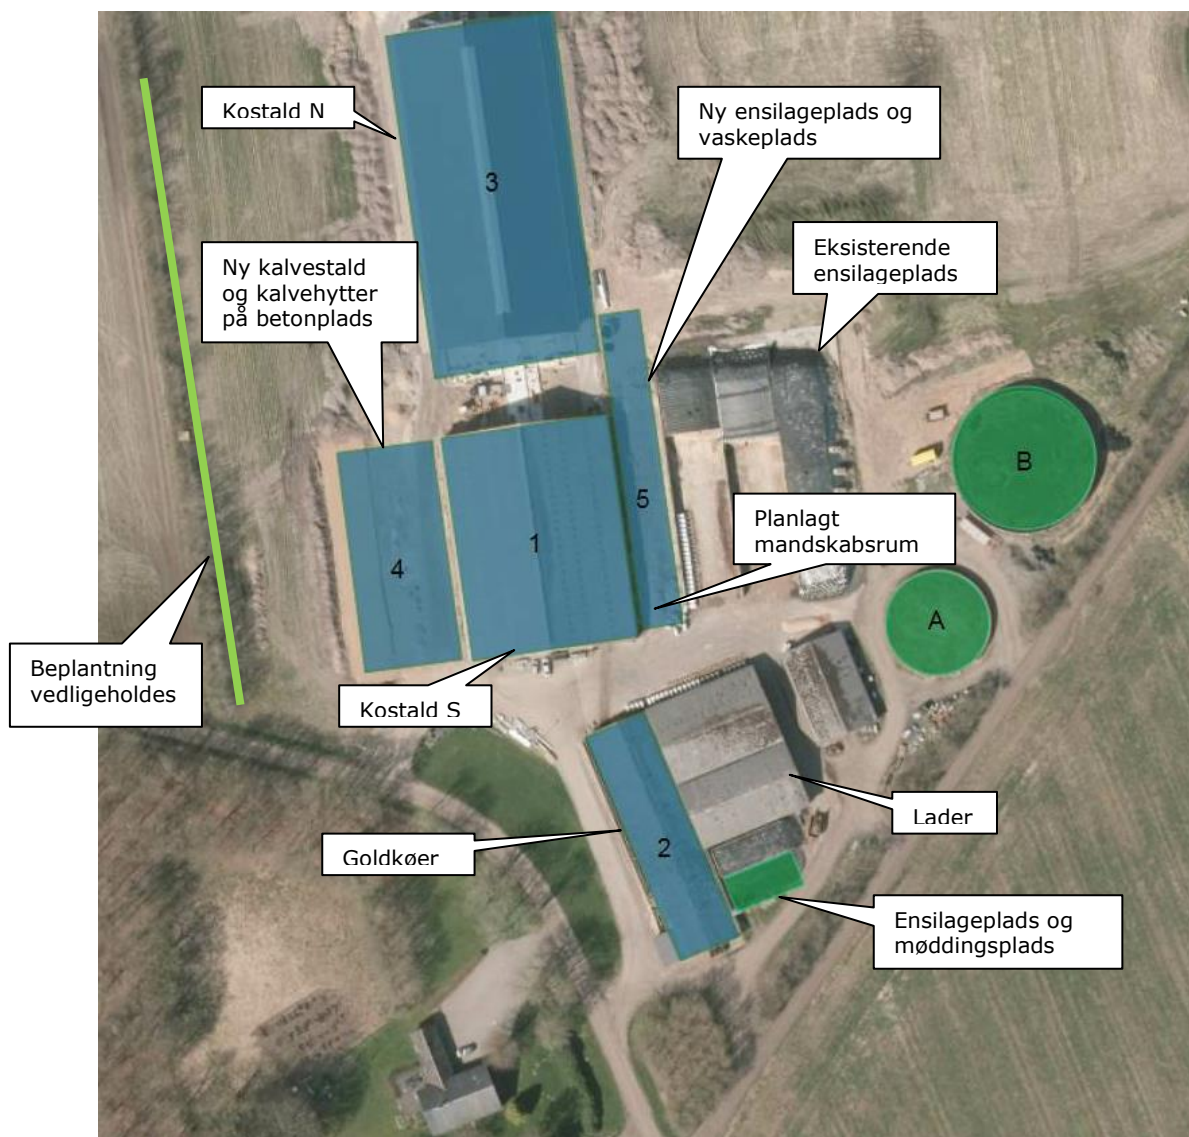 Kostald N
Ny ensilageplads og
vaskeplads
3
Ny kalvestald
og kalvehytter
på betonplads
Eksisterende
ensilageplads
B
5
Planlagt
mandskabsrum
1
4
A
Beplantning
vedligeholdes
Kostald S
Lader
2
Goldkøer
Ensilageplads og
møddingsplads